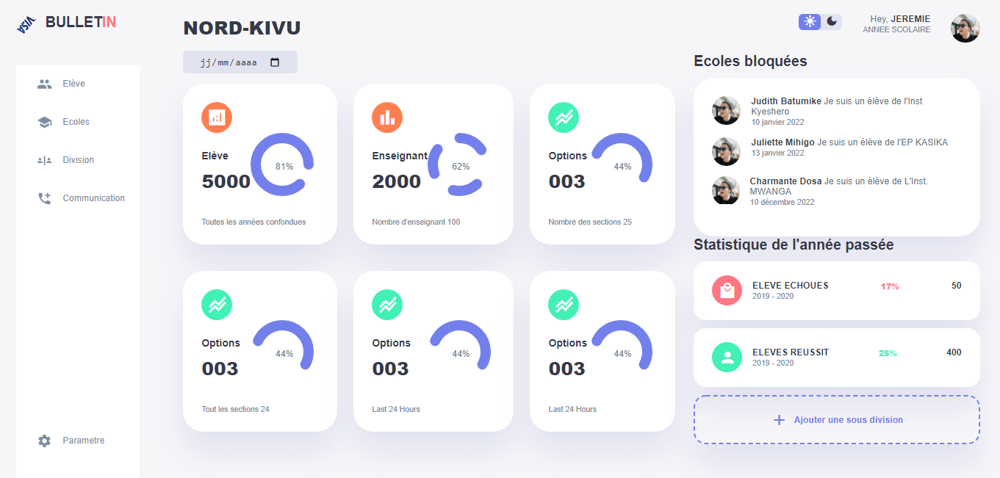 VISA
BULLETIN
Elève
Ecoles
Division
Communication
Parametre
NORD-KIVU
jj/mm/aaaa
Elève
5000
81%
Toutes les années confondues
Enseignant
2000
62%
Nombre d'enseignant 100
Options
003
44%
Nombre des sections 25
Options
003
44%
Tout les sections 24
Options
003
44%
Last 24 Hours
Options
003
44%
Last 24 Hours
Hey, JEREMIE
ANNEE SCOLAIRE
Ecoles bloquées
Judith Batumike Je suis un élève de l'Inst
Kyeshero
10 janvier 2022
Juliette Mihigo Je suis un élève de l'EP KASIKA
13 janvier 2022
Charmante Dosa Je suis un élève de L'Inst.
MWANGA
10 décembre 2022
Statistique de l'année passée
ELEVE ECHOUES 17% 50
2019 - 2020
ELEVES REUSSIT 25% 400
2019 - 2020
Ajouter une sous division